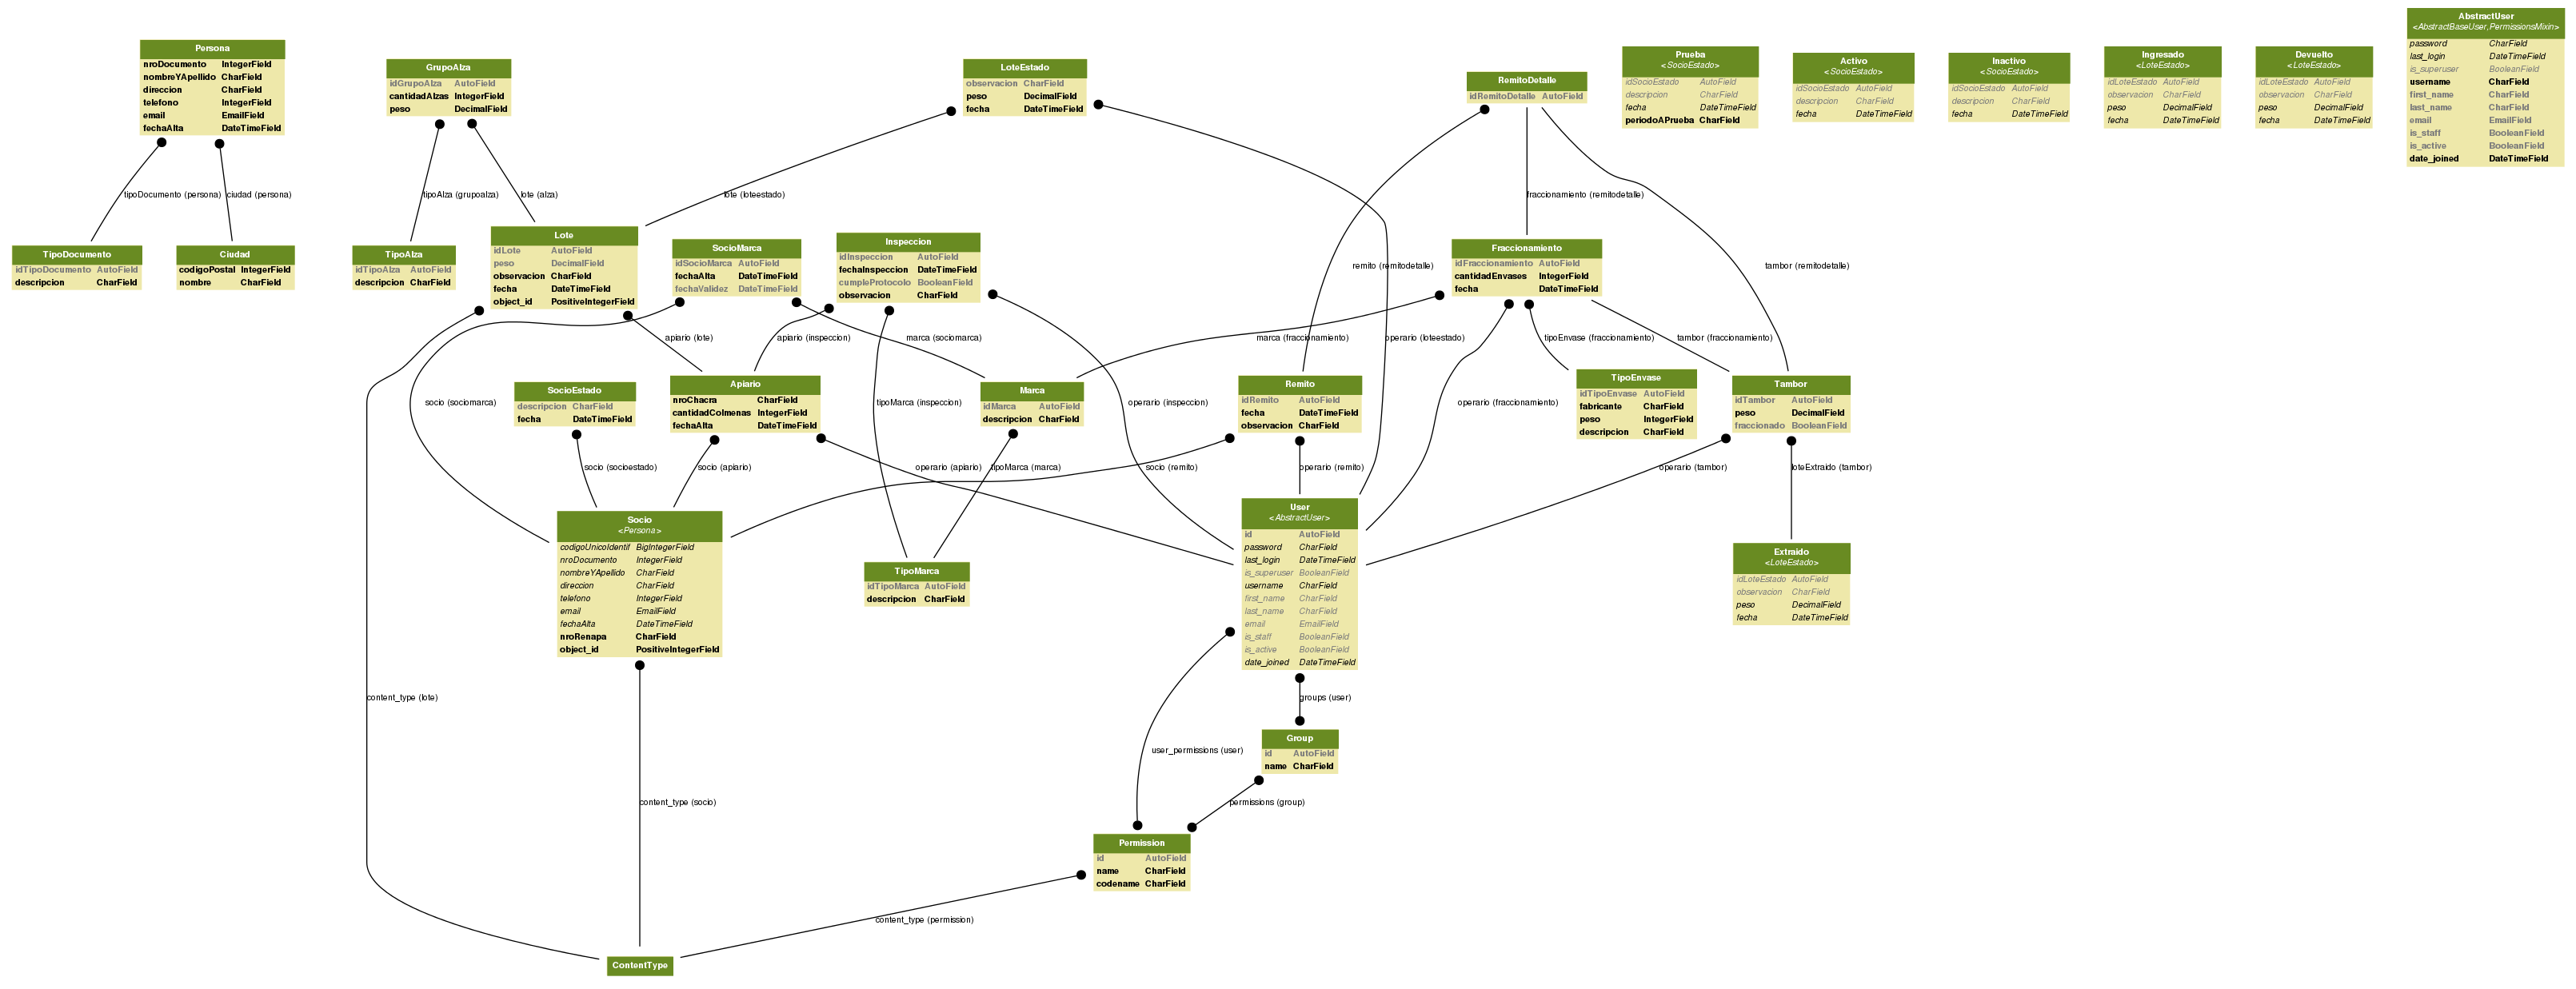 Persona
nroDocumento IntegerField
nombreYApellido CharField
direccion CharField
telefono IntegerField
email EmailField
fechaAlta DateTimeField
GrupoAlza
idGrupoAlza AutoField
cantidadAlzas IntegerField
peso DecimalField
LoteEstado
observacion CharField
peso DecimalField
fecha DateTimeField
RemitoDetalle
idRemitoDetalle AutoField
Prueba
<SocioEstado>
idSocioEstado AutoField
descripcion CharField
fecha DateTimeField
periodoAPrueba CharField
Activo
<SocioEstado>
idSocioEstado AutoField
descripcion CharField
fecha DateTimeField
Inactivo
<SocioEstado>
idSocioEstado AutoField
descripcion CharField
fecha DateTimeField
Ingresado
<LoteEstado>
idLoteEstado AutoField
observacion CharField
peso DecimalField
fecha DateTimeField
Devuelto
<LoteEstado>
idLoteEstado AutoField
observacion CharField
peso DecimalField
fecha DateTimeField
AbstractUser
<AbstractBaseUser,PermissionsMixin>
password CharField
last_login DateTimeField
is_superuser BooleanField
username CharField
first_name CharField
last_name CharField
email EmailField
is_staff BooleanField
is_active BooleanField
date_joined DateTimeField
tipoDocumento (persona)
ciudad (persona)
tipoAlza (grupoalza)
lote (alza)
lote (loteestado)
fraccionamiento (remitodetalle)
remito (remitodetalle)
tambor (remitodetalle)
TipoDocumento
idTipoDocumento AutoField
descripcion CharField
Ciudad
codigoPostal IntegerField
nombre CharField
TipoAlza
idTipoAlza AutoField
descripcion CharField
Lote
idLote AutoField
peso DecimalField
observacion CharField
fecha DateTimeField
object_id PositiveIntegerField
SocioMarca
idSocioMarca AutoField
fechaAlta DateTimeField
fechaValidez DateTimeField
Inspeccion
idInspeccion AutoField
fechaInspeccion DateTimeField
cumpleProtocolo BooleanField
observacion CharField
Fraccionamiento
idFraccionamiento AutoField
cantidadEnvases IntegerField
fecha DateTimeField
apiario (lote)
apiario (inspeccion)
marca (sociomarca)
marca (fraccionamiento)
operario (loteestado)
tipoEnvase (fraccionamiento)
tambor (fraccionamiento)
socio (sociomarca)
SocioEstado
descripcion CharField
fecha DateTimeField
Apiario
nroChacra CharField
cantidadColmenas IntegerField
fechaAlta DateTimeField
tipoMarca (inspeccion)
Marca
idMarca AutoField
descripcion CharField
operario (inspeccion)
Remito
idRemito AutoField
fecha DateTimeField
observacion CharField
operario (fraccionamiento)
TipoEnvase
idTipoEnvase AutoField
fabricante CharField
peso IntegerField
descripcion CharField
Tambor
idTambor AutoField
peso DecimalField
fraccionado BooleanField
socio (socioestado)
socio (apiario)
operario (apiario)
tipoMarca (marca)
socio (remito)
operario (remito)
operario (tambor)
loteExtraido (tambor)
Socio
<Persona>
codigoUnicoIdentif BigIntegerField
nroDocumento IntegerField
nombreYApellido CharField
direccion CharField
telefono IntegerField
email EmailField
fechaAlta DateTimeField
nroRenapa CharField
object_id PositiveIntegerField
TipoMarca
idTipoMarca AutoField
descripcion CharField
User
<AbstractUser>
id AutoField
password CharField
last_login DateTimeField
is_superuser BooleanField
username CharField
first_name CharField
last_name CharField
email EmailField
is_staff BooleanField
is_active BooleanField
date_joined DateTimeField
Extraido
<LoteEstado>
idLoteEstado AutoField
observacion CharField
peso DecimalField
fecha DateTimeField
content_type (lote)
groups (user)
user_permissions (user)
Group
id AutoField
name CharField
content_type (socio)
permissions (group)
Permission
id AutoField
name CharField
codename CharField
content_type (permission)
ContentType